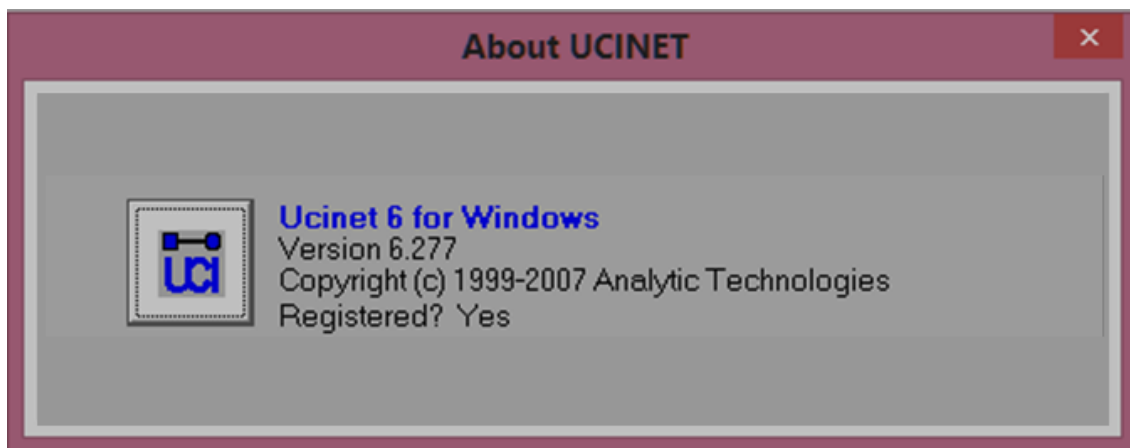 About UCINET
UCI
Ucinet 6 for Windows
Version 6.277
Copyright (c) 1999-2007 Analytic Technologies
Registered? Yes